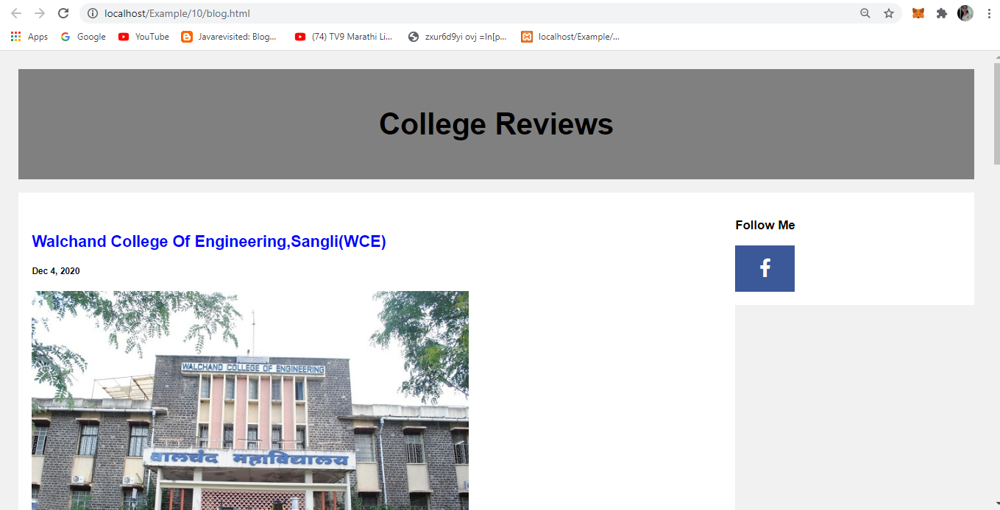 localhost/Example/10/blog.html
Apps Google YouTube Javarevisited: Blog... (74) TV9 Marathi Li... zxur6d9yi ovj =ln[p... localhost/Example/...
College Reviews
Walchand College Of Engineering,Sangli(WCE)
Dec 4, 2020
Follow Me
WALCHAND COLLEGE OF ENGINEERING
वालचंद महाविद्यालय